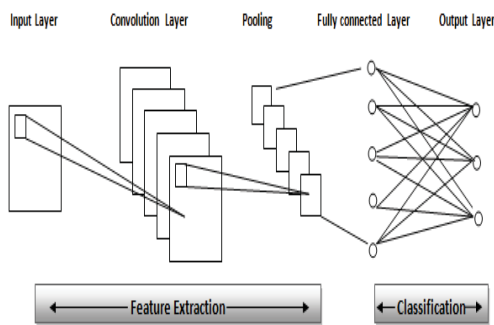 Input Layer
Convolution Layer
Pooling
Fully connected Layer
Output Layer
Feature Extraction
Classification